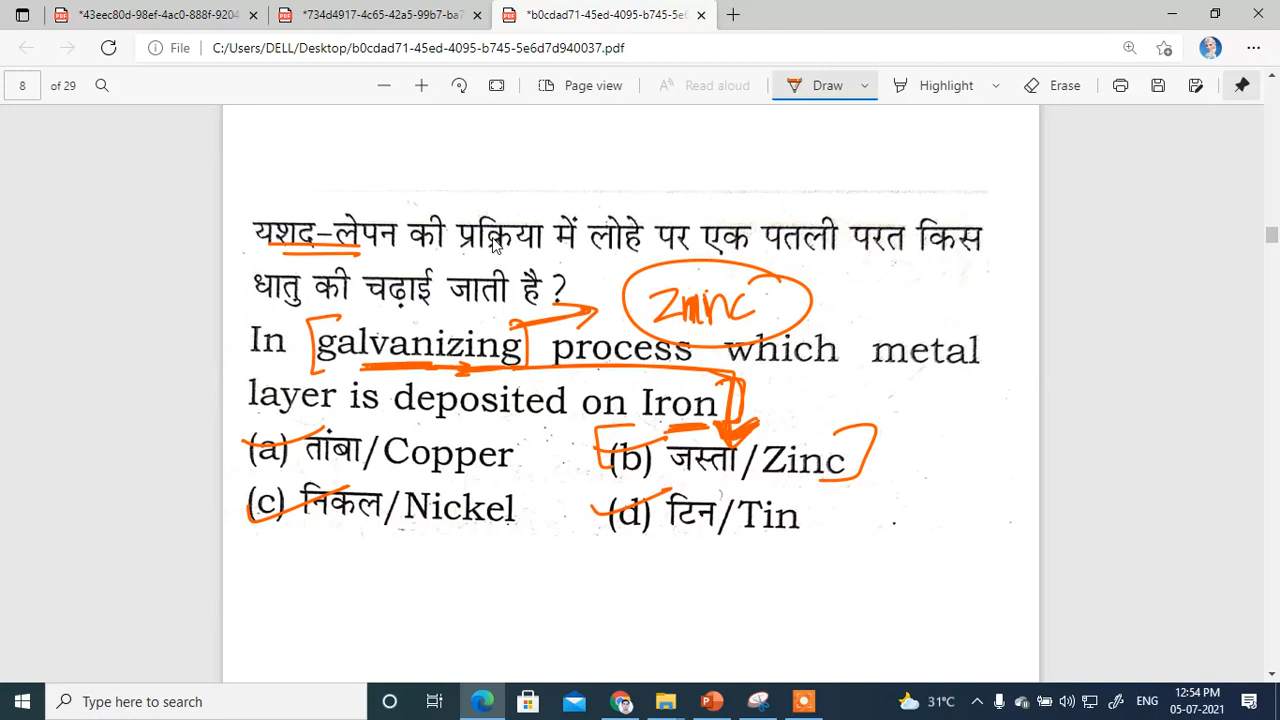 *43eec80d-98ef-4ac0-888f-9204
*734d4917-4c65-42a5-99b7-ba7
*b0cdad71-45ed-4095-b745-5e6
File C:/Users/DELL/Desktop/b0cdad71-45ed-4095-b745-5e6d7d940037.pdf
8 of 29 Page view Read aloud Draw Highlight Erase
यशद-लेपन की प्रक्रिया में लोहे पर एक पतली परत किस
धातु की चढ़ाई जाती है ?
zminc
In galvanizing process which metal
layer is deposited on Iron
(a) तांबा/Copper (b) जस्ता/Zinc
(c) निकल/Nickel (d) टिन/Tin
Type here to search 31°C ENG 12:54 PM
05-07-2021